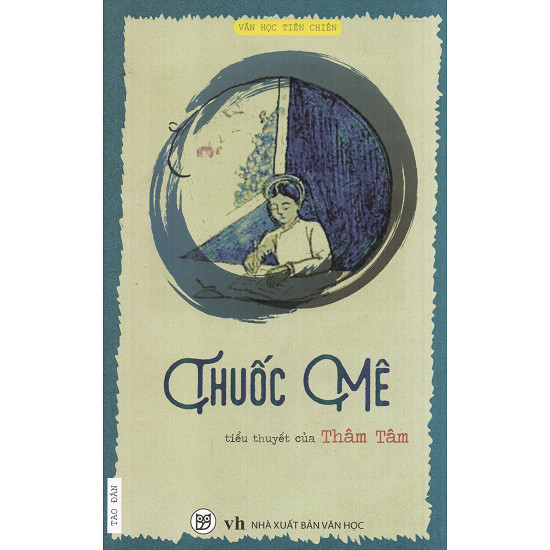 VĂN HỌC TIỀN CHIẾN
THUỐC MÊ
tiểu thuyết của Thâm Tâm
TAO ĐÀN
vh NHÀ XUẤT BẢN VĂN HỌC